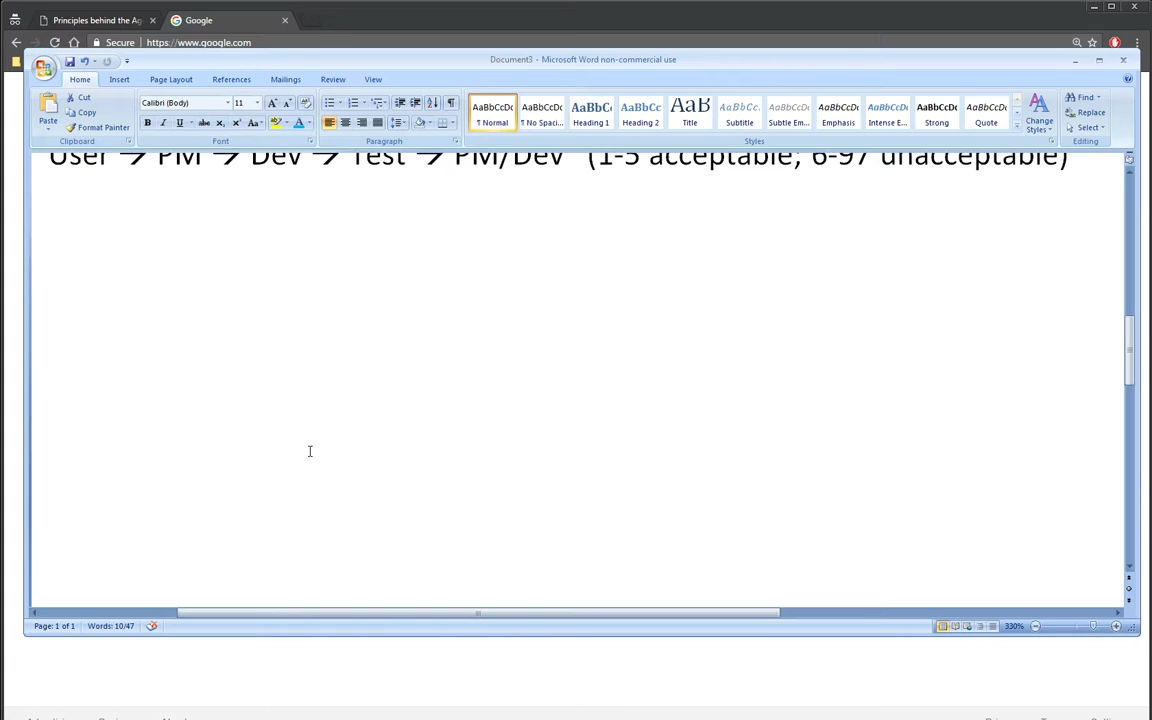 Principles behind the Ag
Google
Secure
https://www.google.com
Document3 - Microsoft Word non-commercial use
Home Insert Page Layout References Mailings Review View
Paste
Cut
Copy
Format Painter
Clipboard
Calibri (Body) 11
Font
Paragraph
AaBbCcDc AaBbCcDc AaBbC AaBbCc AaB AaBbCc. AaBbCcDc AaBbCcDc AaBbCcDc AaBbCcDc AaBbCcDc
¶ Normal ¶ No Spaci... Heading 1 Heading 2 Title Subtitle Subtle Em... Emphasis Intense E... Strong Quote
Change
Styles
Styles
Find
Replace
Select
Editing
User → PM → Dev → Test → PM/Dev (1-5 acceptable; 6-97 unacceptable)
Page: 1 of 1 Words: 10/47 330%